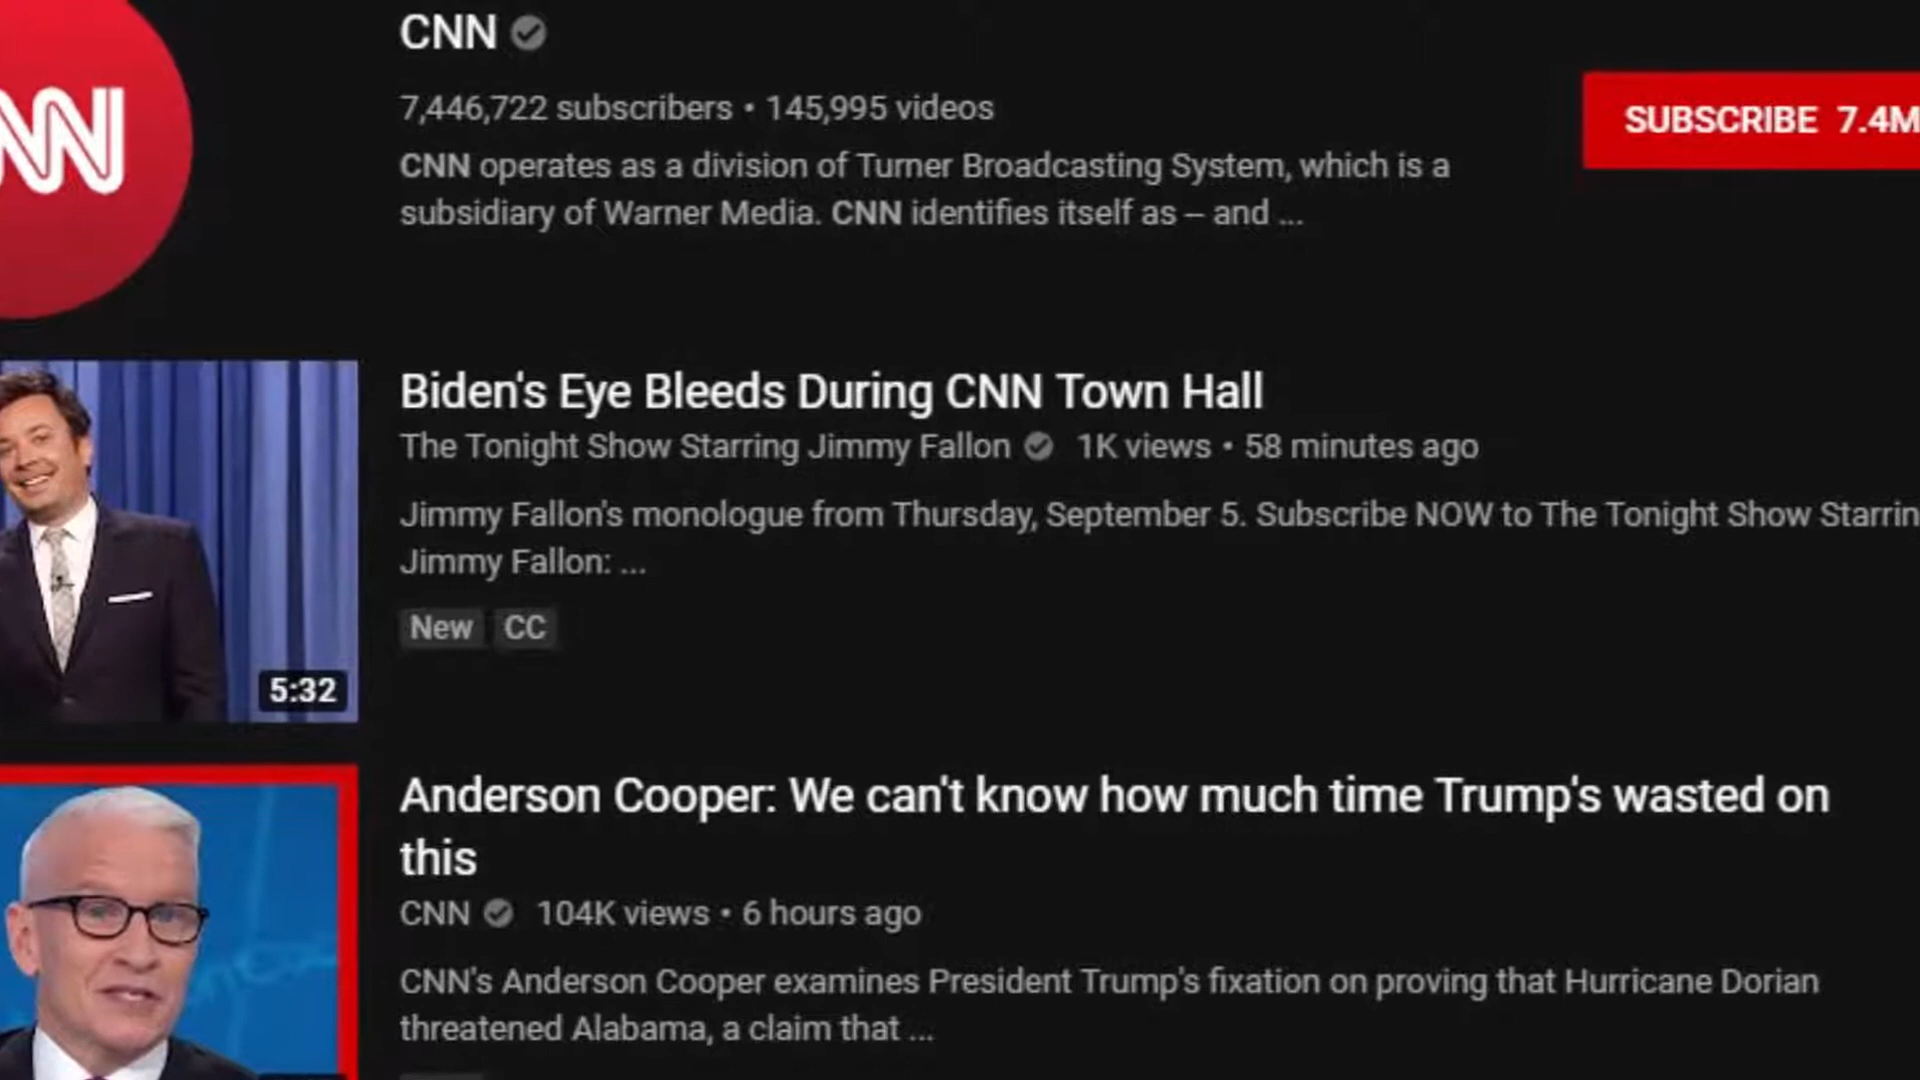 CNN
7,446,722 subscribers • 145,995 videos
SUBSCRIBE 7.4M
CNN operates as a division of Turner Broadcasting System, which is a
subsidiary of Warner Media. CNN identifies itself as – and ...
Biden's Eye Bleeds During CNN Town Hall
The Tonight Show Starring Jimmy Fallon 1K views • 58 minutes ago
Jimmy Fallon's monologue from Thursday, September 5. Subscribe NOW to The Tonight Show Starrin
Jimmy Fallon: ...
New CC
5:32
Anderson Cooper: We can't know how much time Trump's wasted on
this
CNN 104K views • 6 hours ago
CNN's Anderson Cooper examines President Trump's fixation on proving that Hurricane Dorian
threatened Alabama, a claim that ...